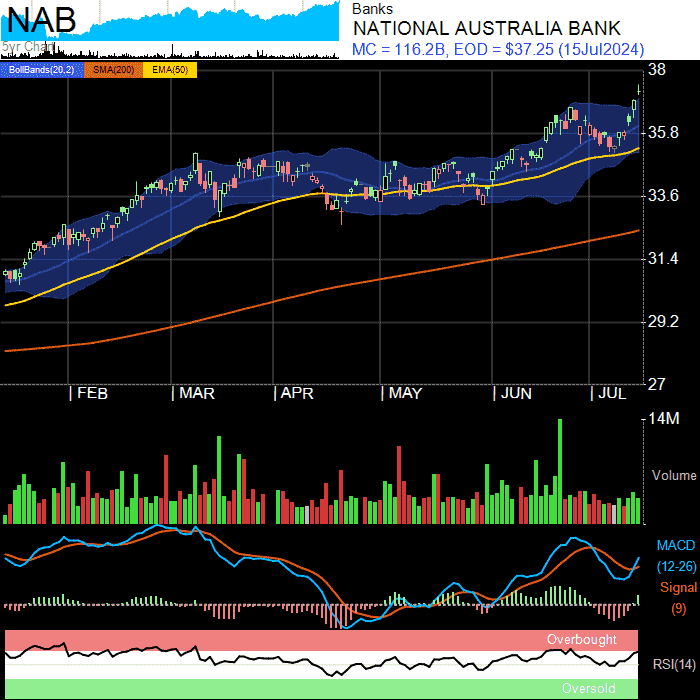 NAB
5yr Chart
Banks
NATIONAL AUSTRALIA BANK
MC = 116.2B, EOD = $37.25 (15Jul2024)
BollBands(20,2) SMA(200) EMA(50)
38
35.8
33.6
31.4
29.2
27
FEB MAR APR MAY JUN JUL
14M
Volume
MACD
(12-26)
Signal
(9)
Overbought
RSI(14)
Oversold